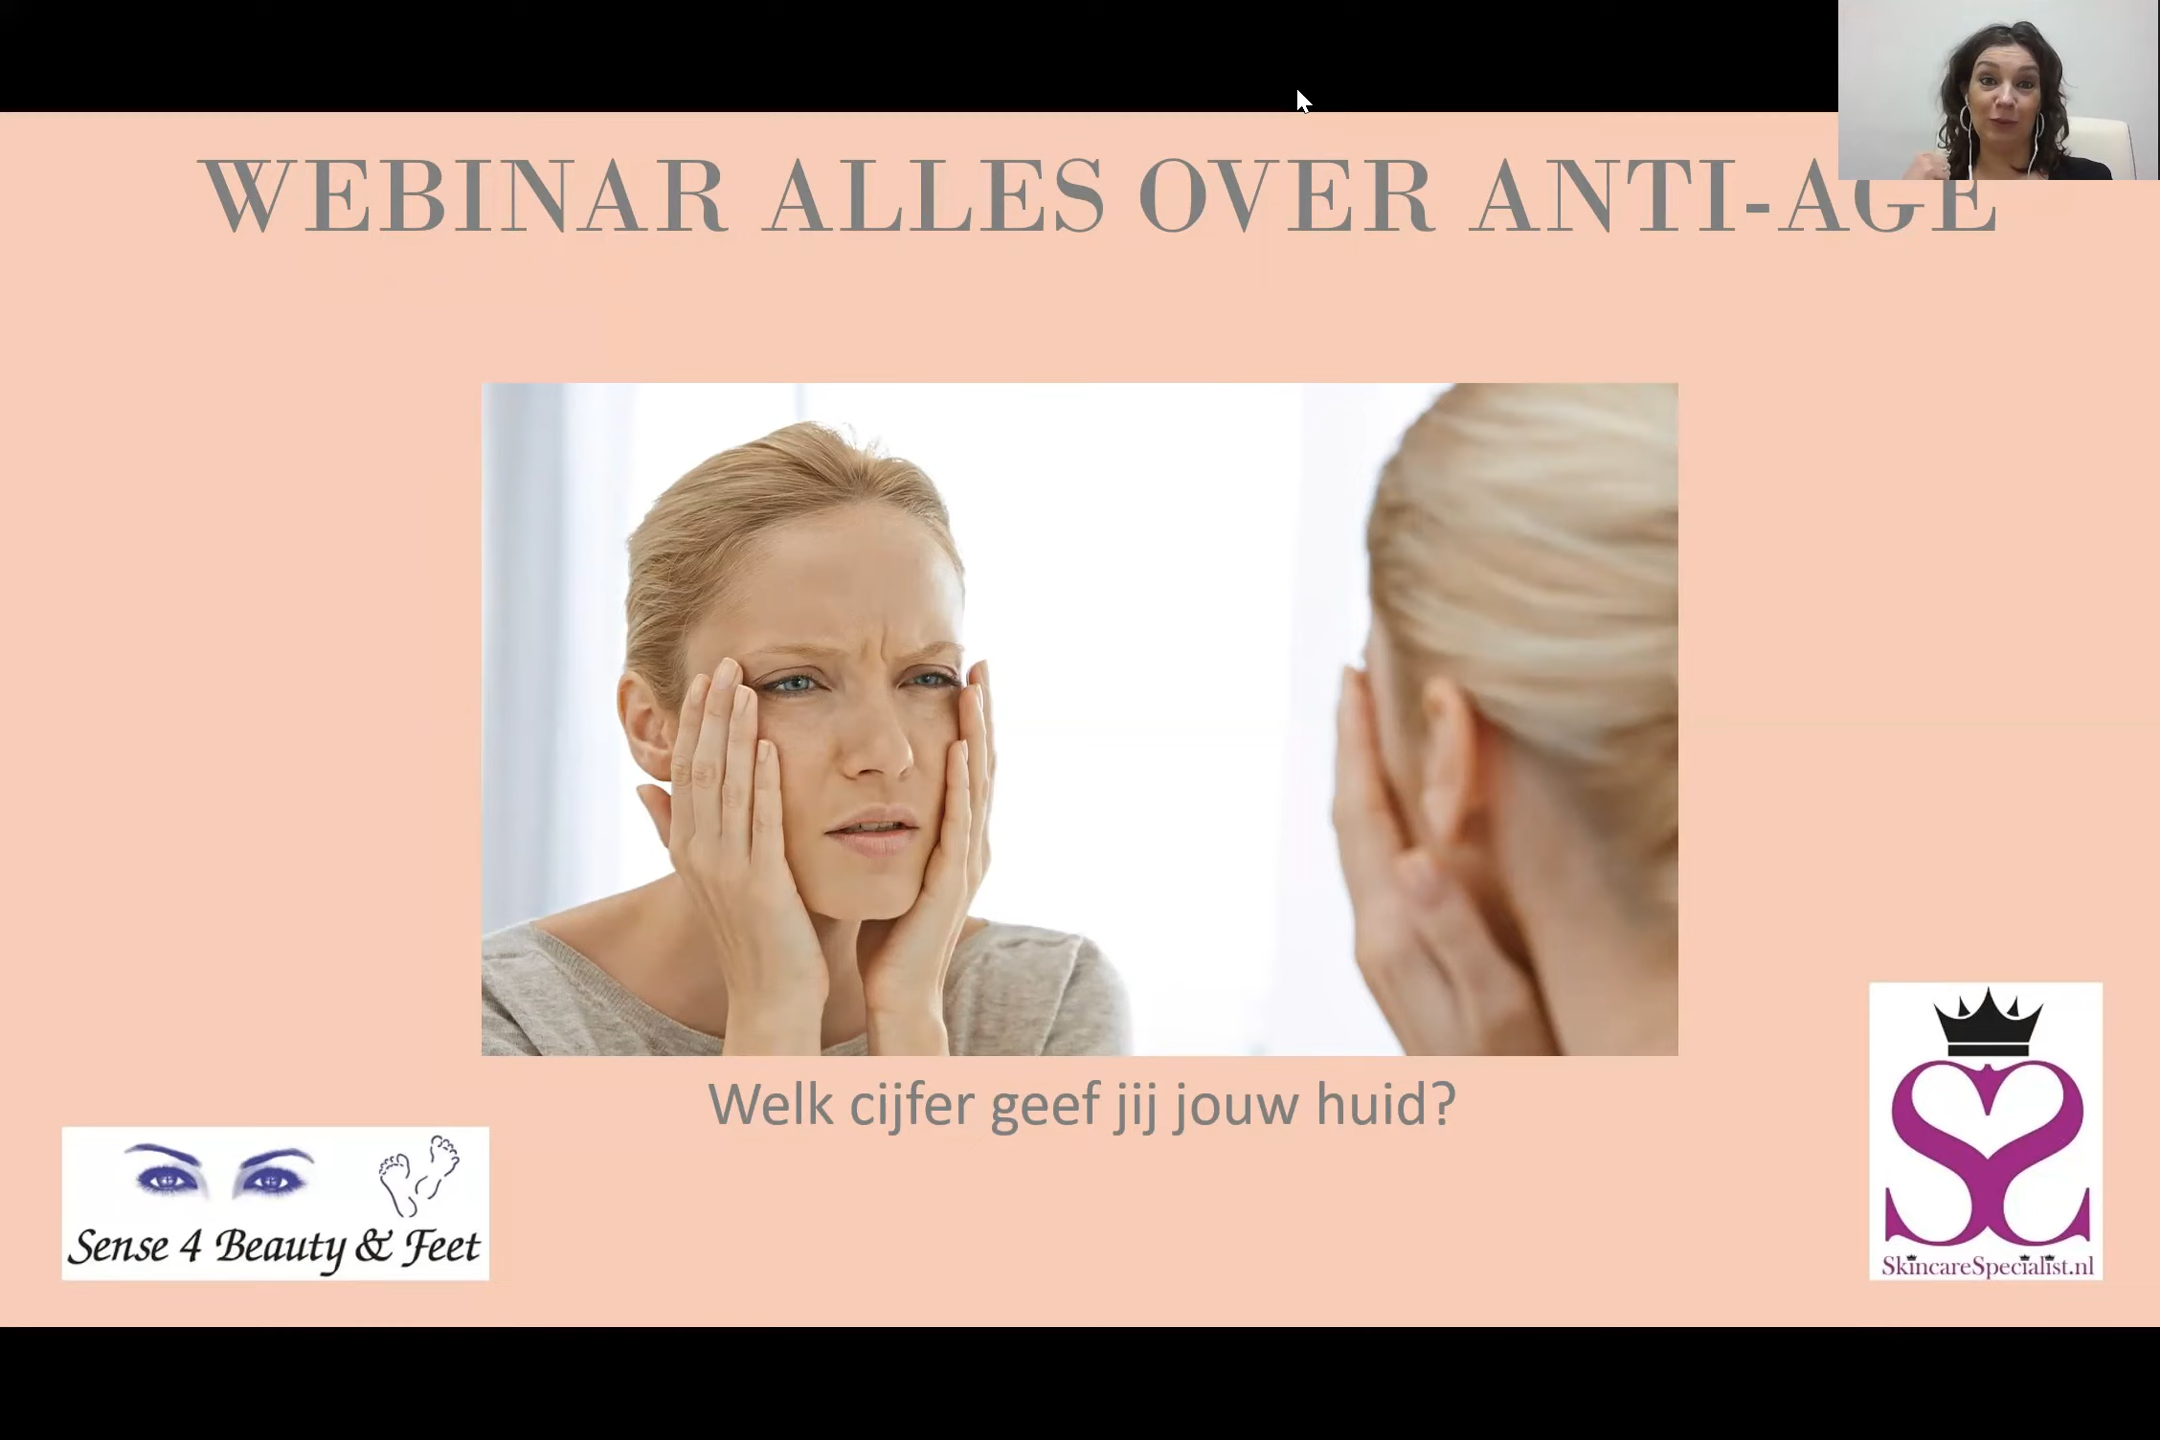 WEBINAR ALLES OVER ANTI-AGE
Welk cijfer geef jij jouw huid?
Sense 4 Beauty & Feet
SkincareSpecialist.nl